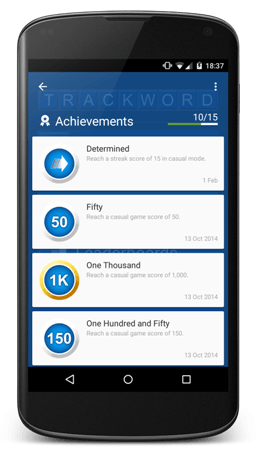 18:37
TRACKWORD
Achievements
10/15
Determined
Reach a streak score of 15 in casual mode.
1 Feb
50
Fifty
Reach a casual game score of 50.
13 Oct 2014
Leaderboards
1K
One Thousand
Reach a casual game score of 1,000.
13 Oct 2014
150
One Hundred and Fifty
Reach a casual game score of 150.
13 Oct 2014